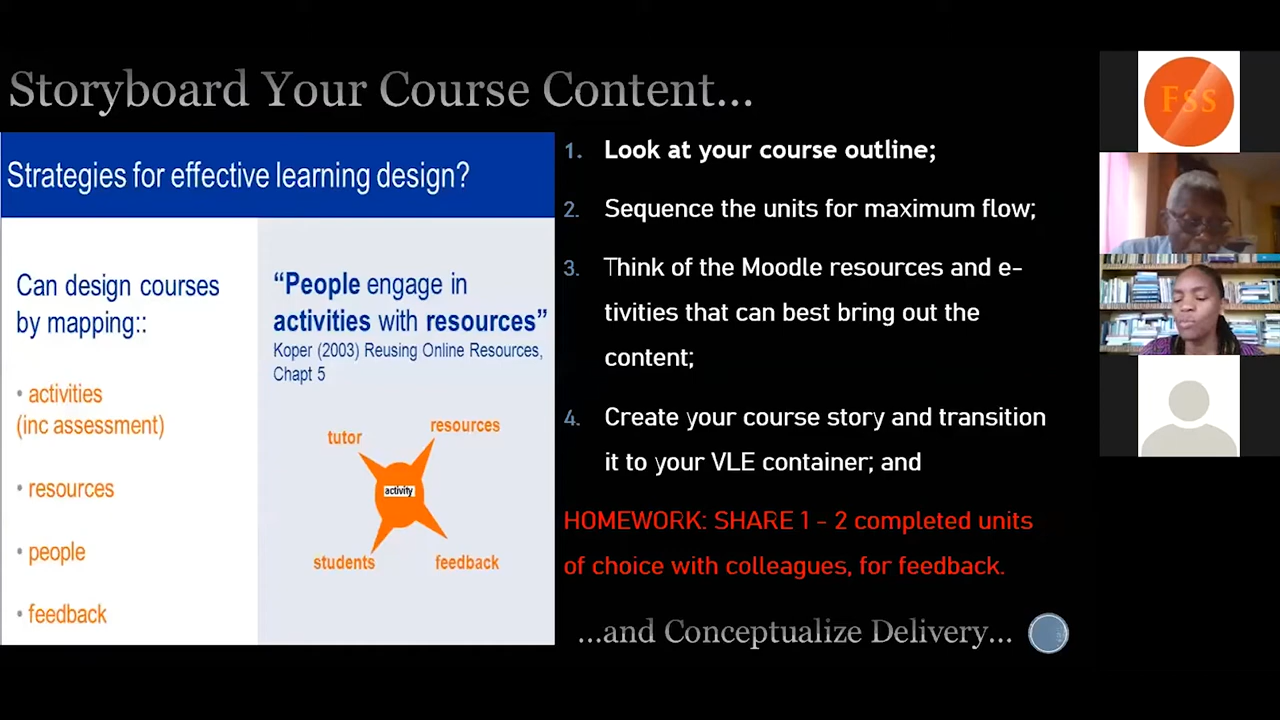 Storyboard Your Course Content...
Strategies for effective learning design?
Can design courses
by mapping::
• activities
(inc assessment)
• resources
• people
• feedback
“People engage in
activities with resources”
Koper (2003) Reusing Online Resources,
Chapt 5
tutor
resources
activity
students
feedback
1. Look at your course outline;
2. Sequence the units for maximum flow;
3. Think of the Moodle resources and e-
tivities that can best bring out the
content;
4. Create your course story and transition
it to your VLE container; and
HOMEWORK: SHARE 1 - 2 completed units
of choice with colleagues, for feedback.
...and Conceptualize Delivery...
Fss